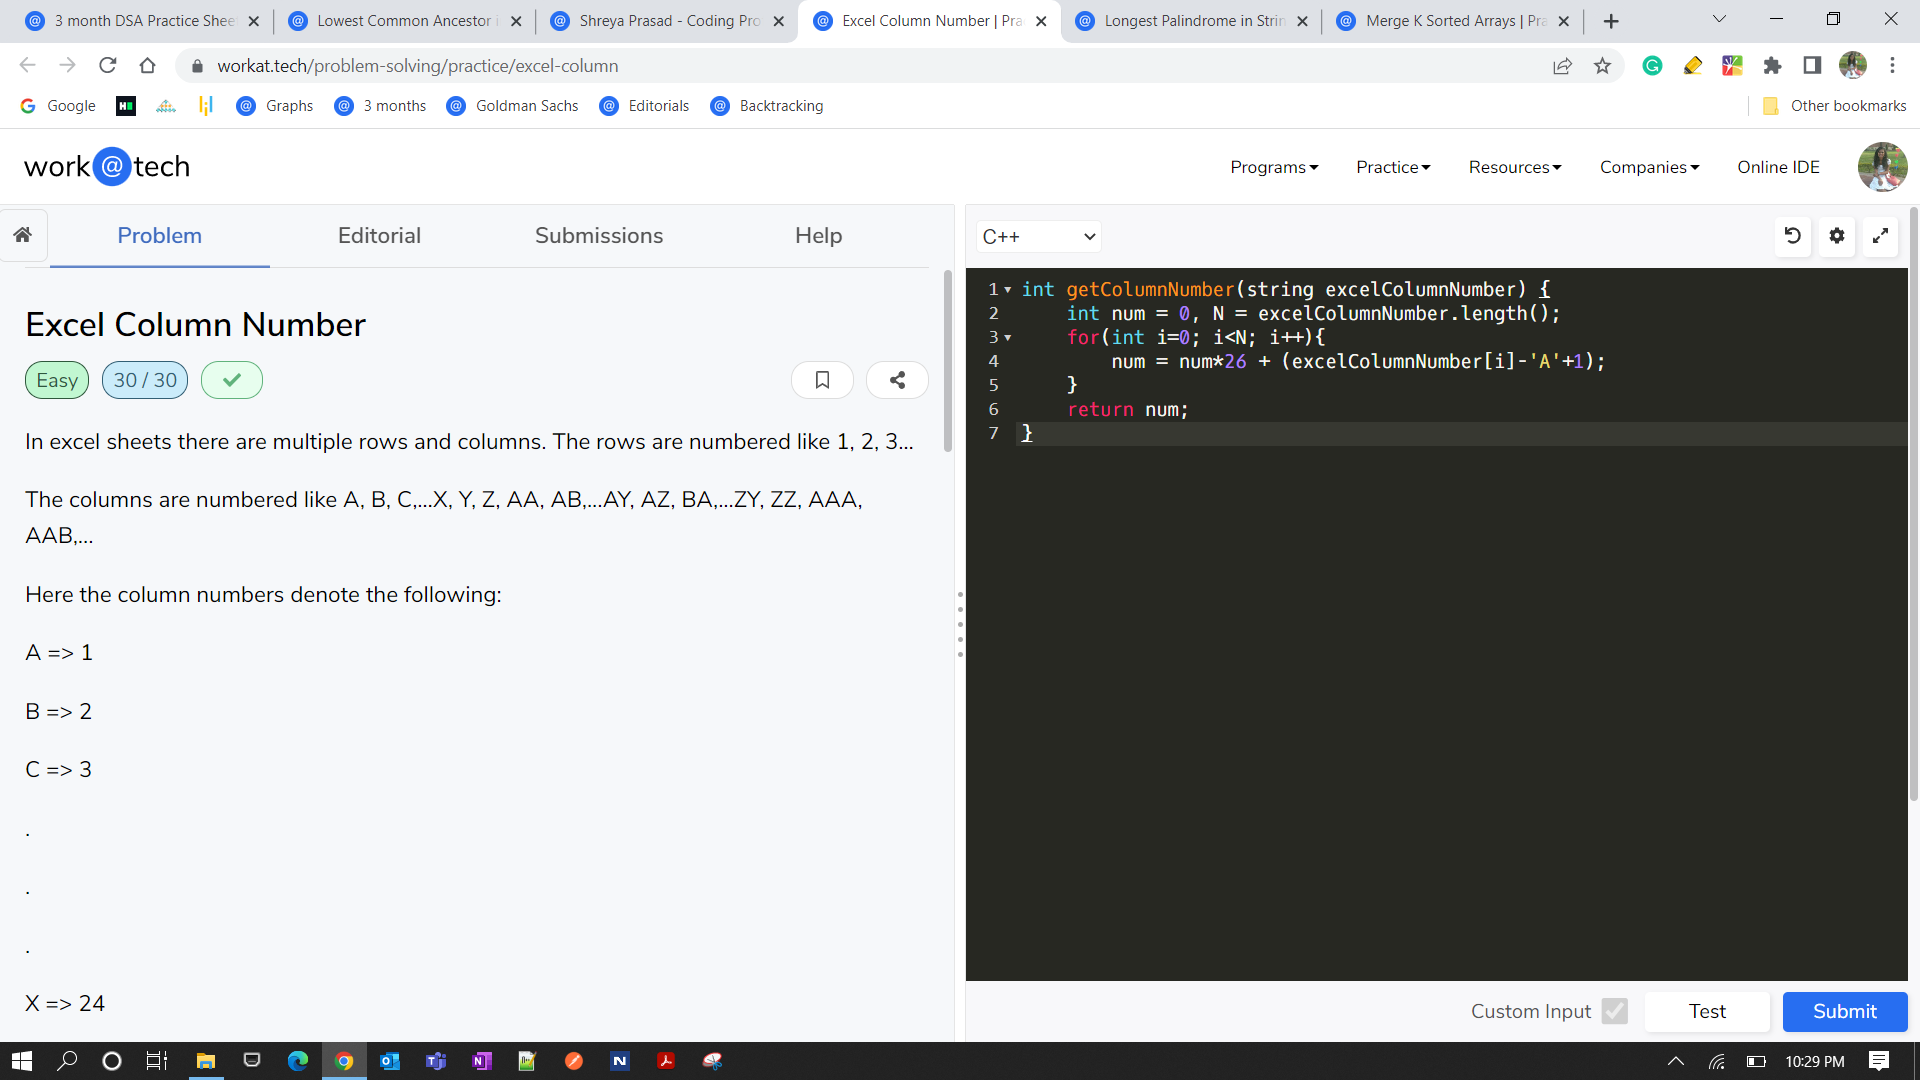 3 month DSA Practice Shee
Lowest Common Ancestor i
Shreya Prasad - Coding Pro
Excel Column Number | Pra
Longest Palindrome in Strin
Merge K Sorted Arrays | Pra
workat.tech/problem-solving/practice/excel-column
Google
Graphs
3 months
Goldman Sachs
Editorials
Backtracking
Other bookmarks
work@tech
Programs
Practice
Resources
Companies
Online IDE
Problem
Editorial
Submissions
Help
Excel Column Number
Easy
30 / 30
In excel sheets there are multiple rows and columns. The rows are numbered like 1, 2, 3...
The columns are numbered like A, B, C,...X, Y, Z, AA, AB,...AY, AZ, BA,...ZY, ZZ, AAA,
AAB,...
Here the column numbers denote the following:
A => 1
B => 2
C => 3
.
.
.
X => 24
C++
1 int getColumnNumber(string excelColumnNumber) {
2 int num = 0, N = excelColumnNumber.length();
3 for(int i=0; i<N; i++){
4 num = num*26 + (excelColumnNumber[i]-'A'+1);
5 }
6 return num;
7 }
Custom Input
Test
Submit
10:29 PM